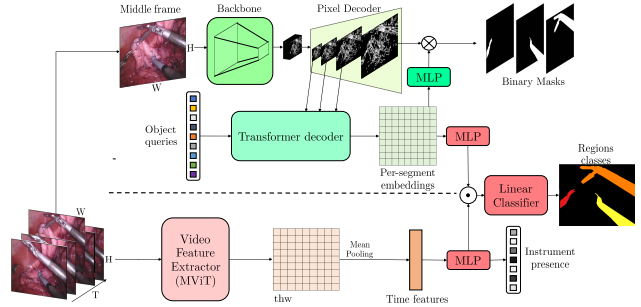 Middle frame
Backbone
Pixel Decoder
H
W
MLP
Binary Masks
Object
queries
Transformer decoder
Per-segment
embeddings
MLP
Regions
classes
Linear
Classifier
W
H
T
Video
Feature
Extractor
(MViT)
thw
Mean
Pooling
Time features
MLP
Instrument
presence